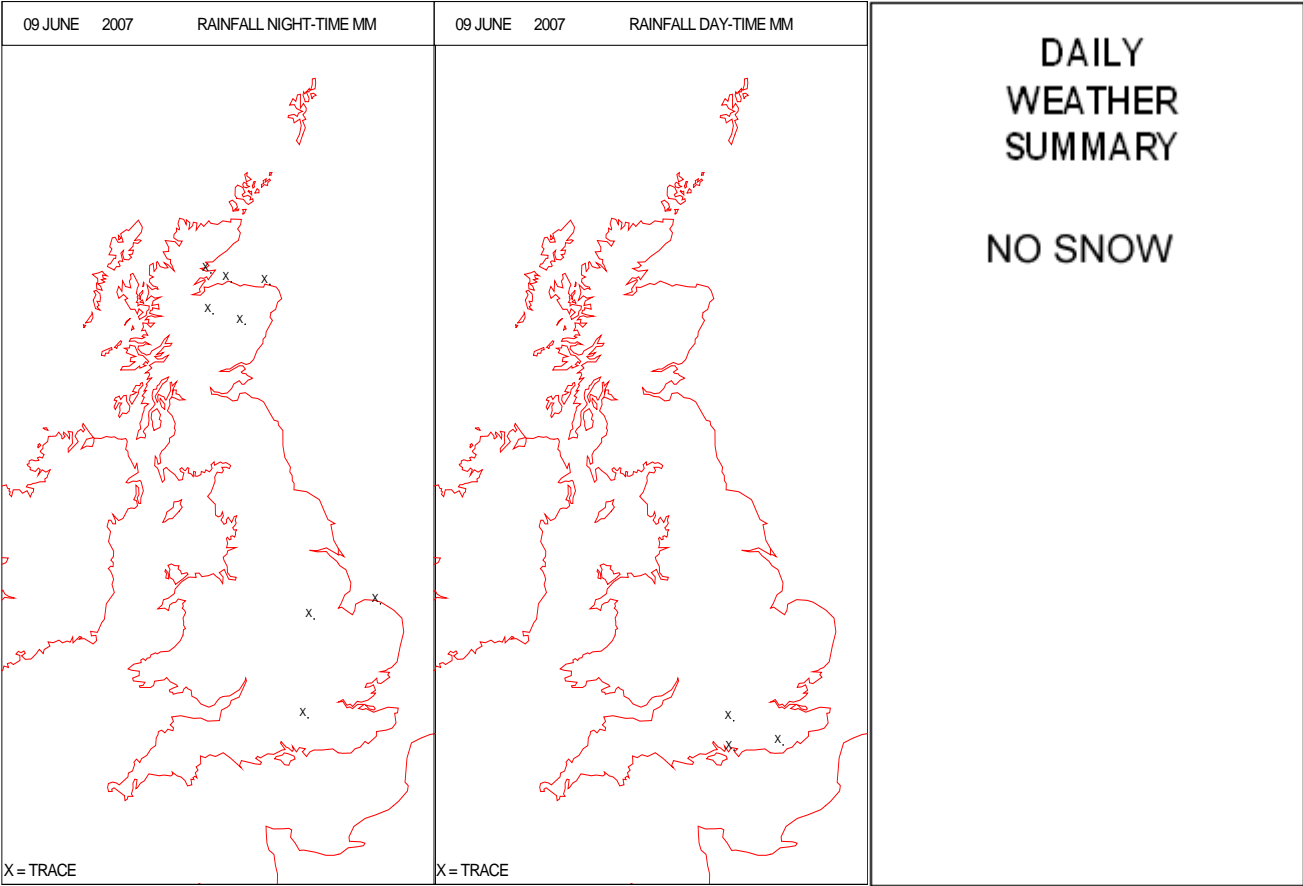 09 JUNE 2007 RAINFALL NIGHT-TIME MM
X
X
X
X
X
X
X
X
X = TRACE
09 JUNE 2007 RAINFALL DAY-TIME MM
X
X
X
X = TRACE
DAILY
WEATHER
SUMMARY
NO SNOW